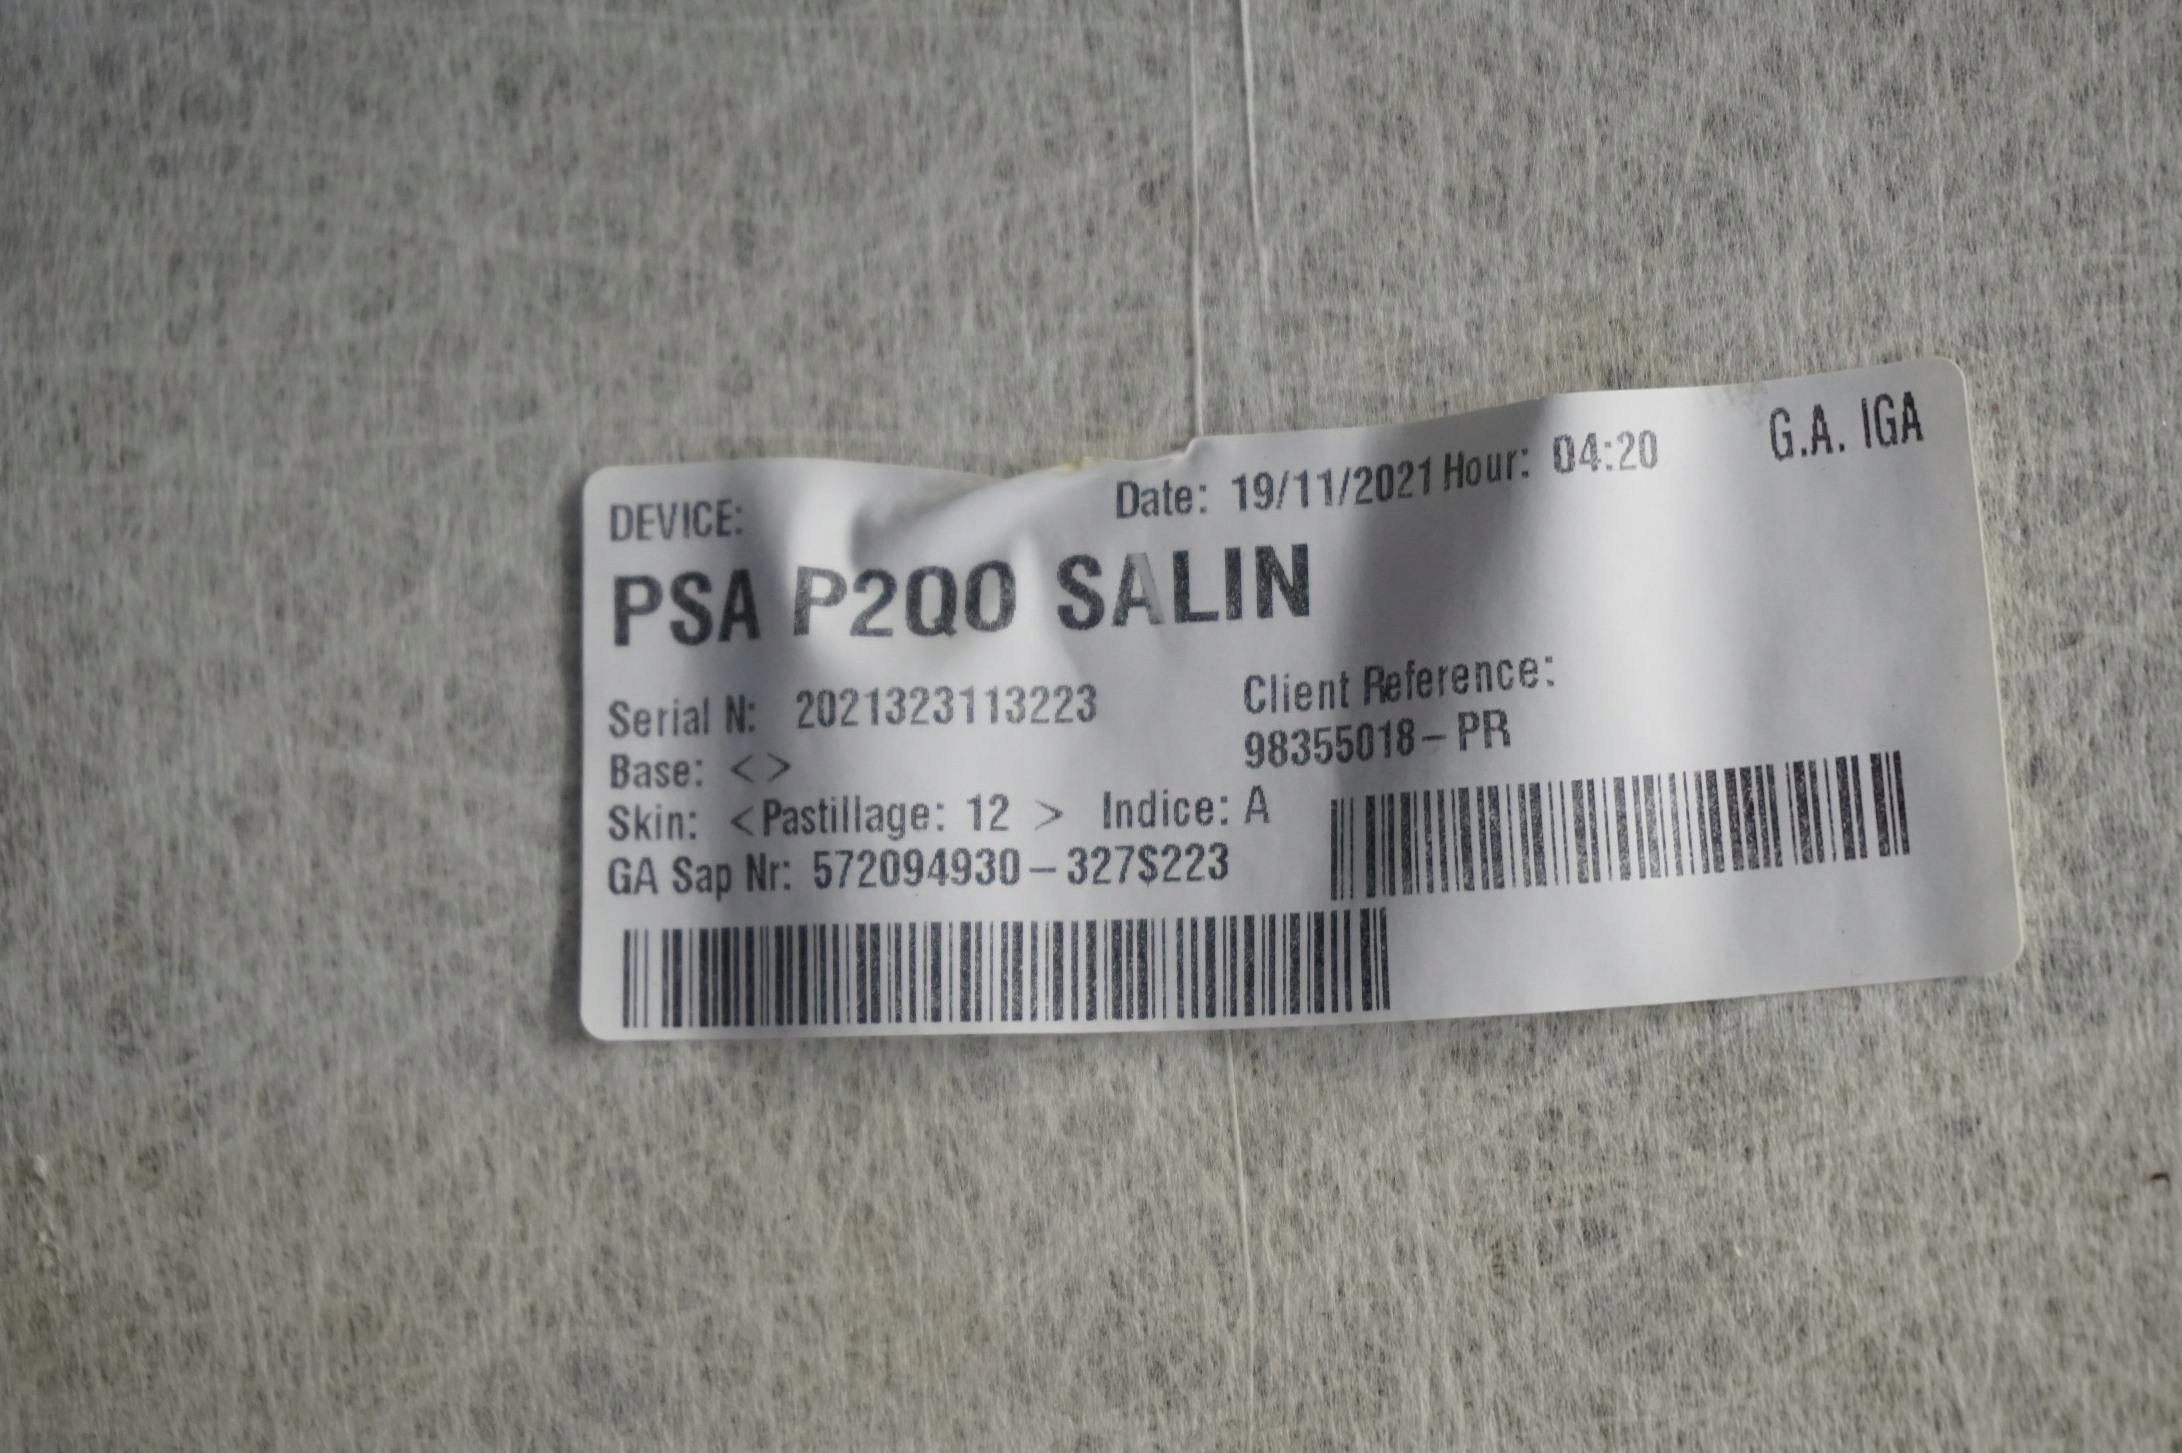 DEVICE: Date: 19/11/2021 Hour: 04:20 G.A. IGA
PSA P2QO SALIN
Serial N: 2021323113223
Base: < >
Skin: <Pastillage: 12 > Indice: A
GA Sap Nr: 572094930-327$223
Client Reference:
98355018-PR